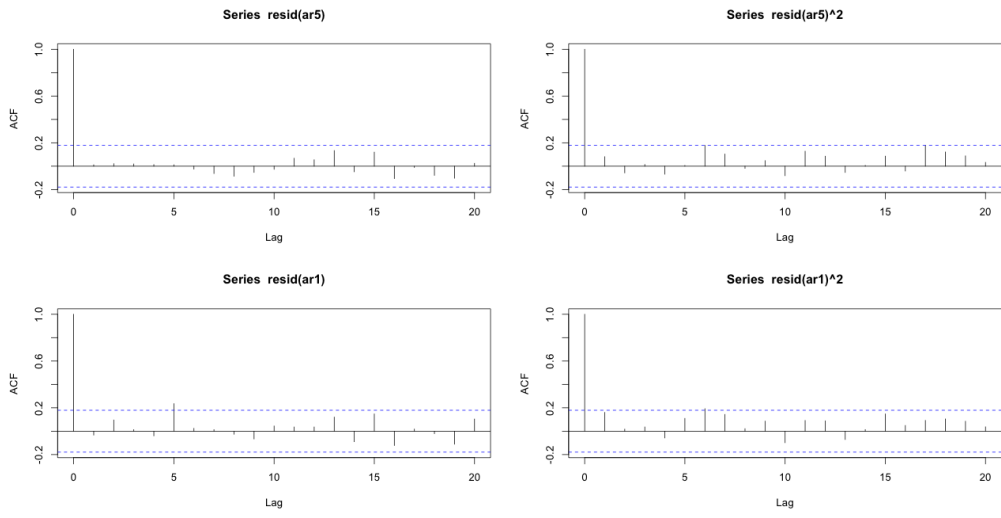 Series resid(ar5)
ACF
1.0
0.6
0.2
-0.2
0 5 10 15 20
Lag
Series resid(ar5)^2
ACF
1.0
0.6
0.2
-0.2
0 5 10 15 20
Lag
Series resid(ar1)
ACF
1.0
0.6
0.2
-0.2
0 5 10 15 20
Lag
Series resid(ar1)^2
ACF
1.0
0.6
0.2
-0.2
0 5 10 15 20
Lag